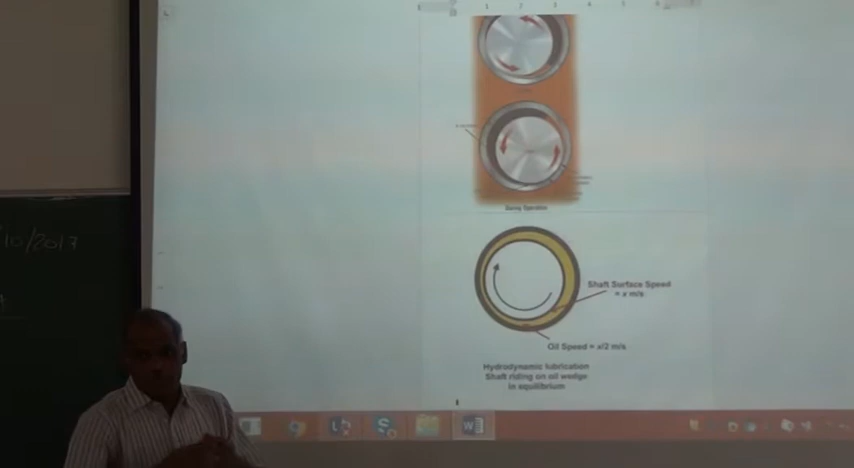 /10/2017
Shaft Surface Speed
= x m/s
Oil Speed = x/2 m/s
Hydrodynamic lubrication
Shaft riding on oil wedge
in equilibrium